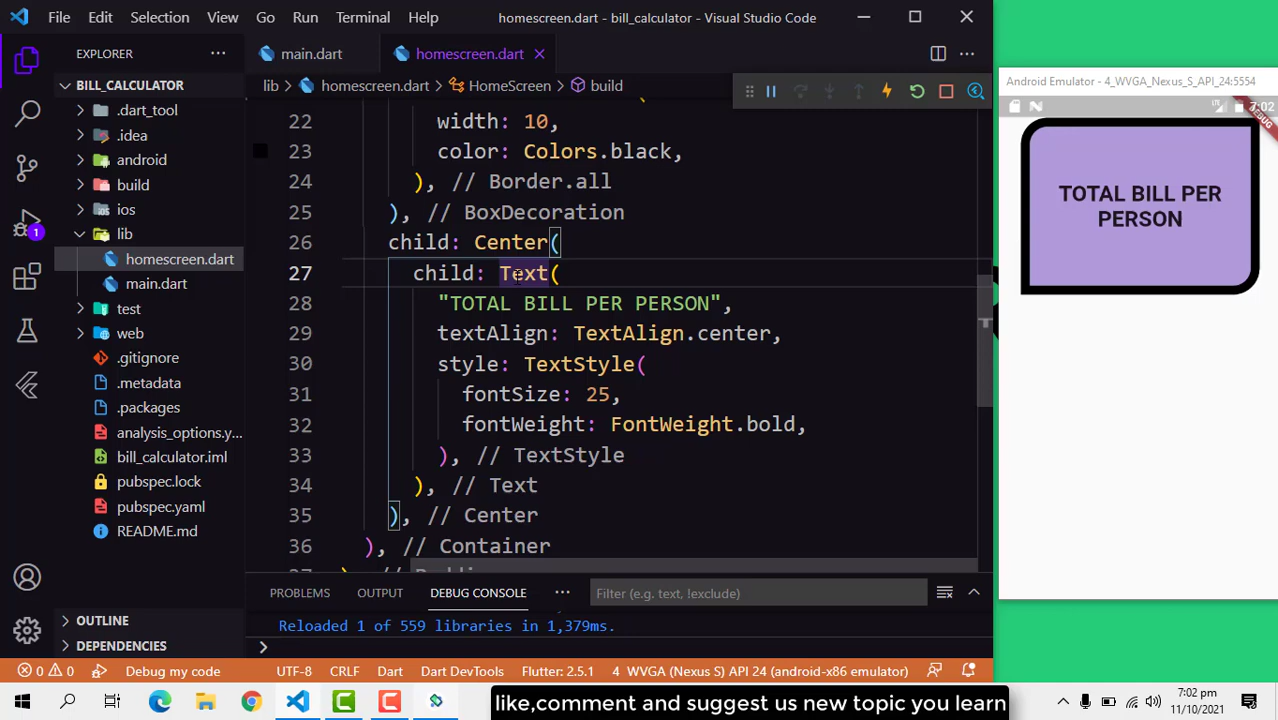 File Edit Selection View Go Run Terminal Help homescreen.dart - bill_calculator - Visual Studio Code
EXPLORER
main.dart
homescreen.dart
BILL_CALCULATOR
lib homescreen.dart HomeScreen build
Android Emulator - 4_WVGA_Nexus_S_API_24:5554
7:02
DEBUG
.dart_tool
.idea
android
build
ios
lib
homescreen.dart
main.dart
test
web
.gitignore
.metadata
.packages
analysis_options.y...
bill_calculator.iml
pubspec.lock
pubspec.yaml
README.md
1
OUTLINE
DEPENDENCIES
22 width: 10,
23 color: Colors.black,
24 ), // Border.all
25 ), // BoxDecoration
26 child: Center(
27 child: Text(
28 "TOTAL BILL PER PERSON",
29 textAlign: TextAlign.center,
30 style: TextStyle(
31 fontSize: 25,
32 fontWeight: FontWeight.bold,
33 ), // TextStyle
34 ), // Text
35 ), // Center
36 ), // Container
TOTAL BILL PER
PERSON
PROBLEMS OUTPUT DEBUG CONSOLE Filter (e.g. text, !exclude)
Reloaded 1 of 559 libraries in 1,379ms.
0 0 Debug my code UTF-8 CRLF Dart Dart DevTools Flutter: 2.5.1 4 WVGA (Nexus S) API 24 (android-x86 emulator)
like,comment and suggest us new topic you learn
7:02 pm
11/10/2021